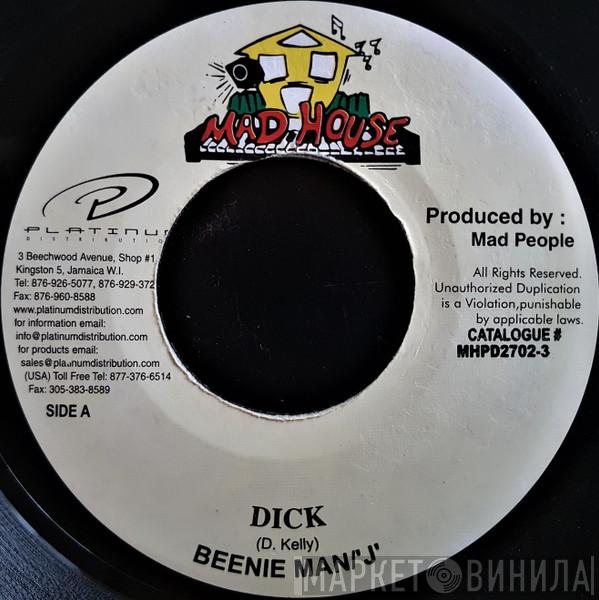 MAD HOUSE
PLATINUM
DISTRIBUTION
3 Beechwood Avenue, Shop #1
Kingston 5, Jamaica W.I.
Tel: 876-926-5077, 876-929-372
Fax: 876-960-8588
www.platinumdistribution.com
for information email:
info@platinumdistribution.com
for products email:
sales@platinumdistribution.com
(USA) Toll Free Tel: 877-376-6514
Fax: 305-383-8589
SIDE A
Produced by :
Mad People
All Rights Reserved.
Unauthorized Duplication
is a Violation,punishable
by applicable laws.
CATALOGUE #
MHPD2702-3
DICK
(D. Kelly)
BEENIE MAN/'J'
МАРКЕТ ВИНИЛА